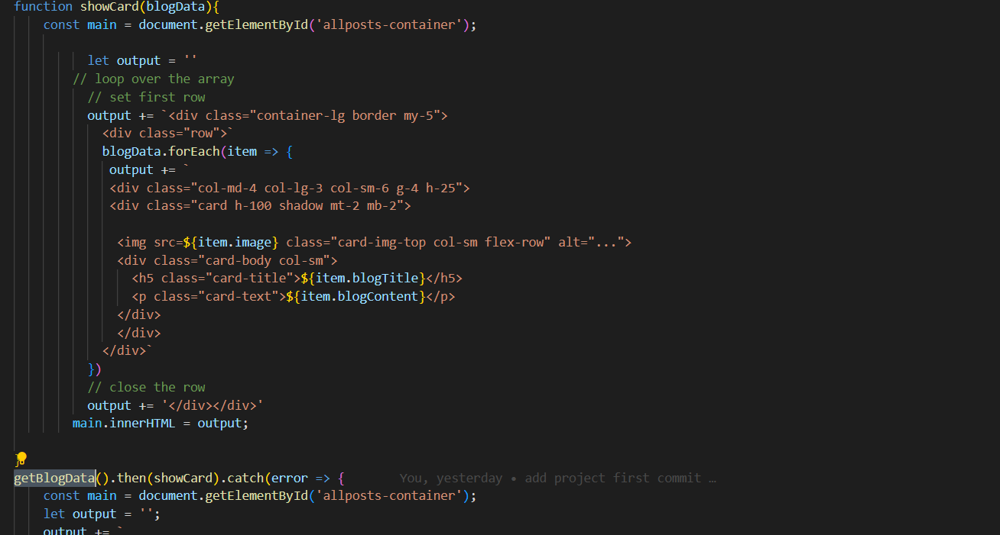 function showCard(blogData){
const main = document.getElementById('allposts-container');
let output = ''
// loop over the array
// set first row
output += `<div class="container-lg border my-5">
<div class="row">`
blogData.forEach(item => {
output += `
<div class="col-md-4 col-lg-3 col-sm-6 g-4 h-25">
<div class="card h-100 shadow mt-2 mb-2">
<img src=${item.image} class="card-img-top col-sm flex-row" alt="...">
<div class="card-body col-sm">
<h5 class="card-title">${item.blogTitle}</h5>
<p class="card-text">${item.blogContent}</p>
</div>
</div>
</div>`
})
// close the row
output += '</div></div>'
main.innerHTML = output;
}
getBlogData().then(showCard).catch(error => { You, yesterday • add project first commit …
const main = document.getElementById('allposts-container');
let output = '';
output += `